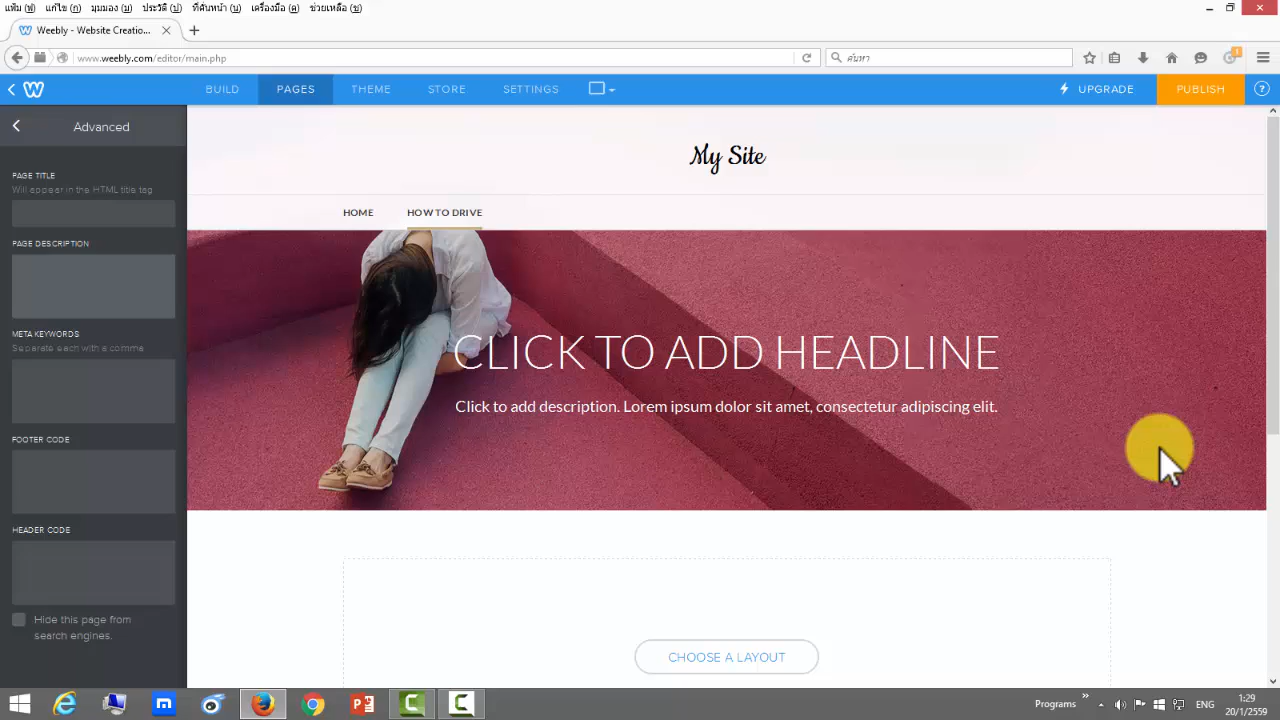 แฟ้ม (ฟ) แก้ไข (ก) มุมมอง (ม) ประวัติ (ป) ที่คั่นหน้า (น) เครื่องมือ (ค) ช่วยเหลือ (ช)
Weebly - Website Creatio...
www.weebly.com/editor/main.php
ค้นหา
1
BUILD PAGES THEME STORE SETTINGS UPGRADE PUBLISH ?
Advanced
PAGE TITLE
Will appear in the HTML title tag
PAGE DESCRIPTION
META KEYWORDS
Separate each with a comma
FOOTER CODE
HEADER CODE
Hide this page from
search engines.
My Site
HOME HOW TO DRIVE
CLICK TO ADD HEADLINE
Click to add description. Lorem ipsum dolor sit amet, consectetur adipiscing elit.
CHOOSE A LAYOUT
Programs
ENG
1:29
20/1/2559